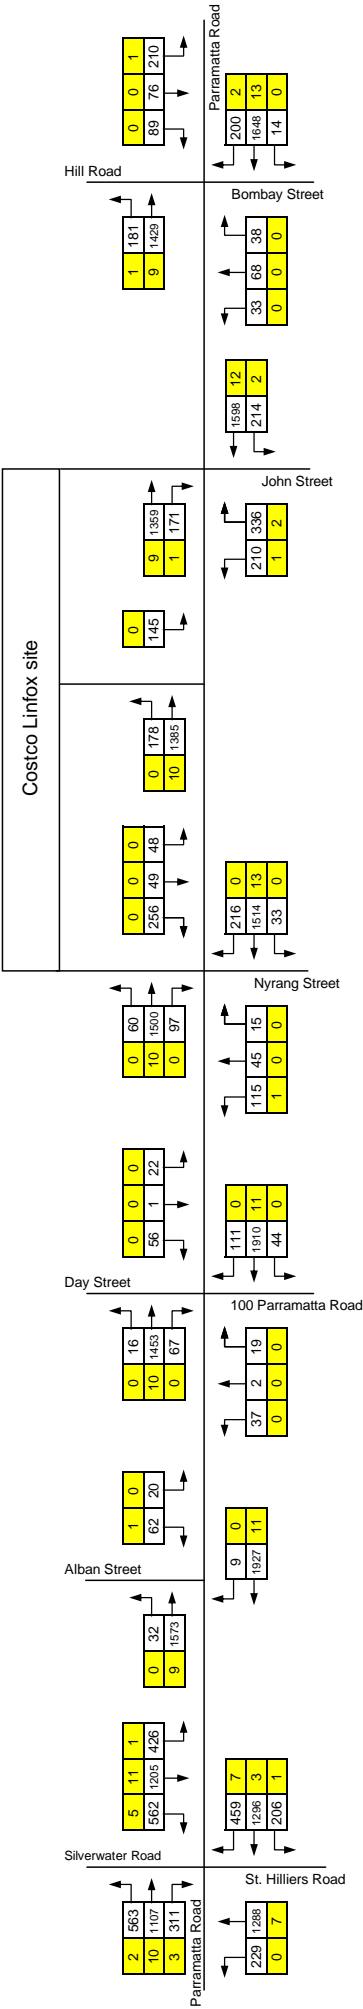 Parramatta Road
0 0 1
89 76 210
200 2
1648 13
14 0
Hill Road
Bombay Street
181 1429
1 9
33 68 38
0 0 0
1598 12
214 2
John Street
Costco Linfox site
9 1359
1 171
210 336
1 2
0
145
178 1385
0 10
0 0 0
256 49 48
216 0
1514 13
33 0
Nyrang Street
0 60
10 1500
0 97
115 45 15
1 0 0
0 0 0
56 1 22
111 0
1910 11
44 0
Day Street
100 Parramatta Road
0 16
10 1453
0 67
37 2 19
0 0 0
1 0
62 20
9 0
1927 11
Alban Street
0 32
9 1573
5 11 1
562 1205 426
459 7
1296 3
206 1
Silverwater Road
St. Hilliers Road
2 563
10 1107
3 311
229 1288
0 7
Parramatta Road